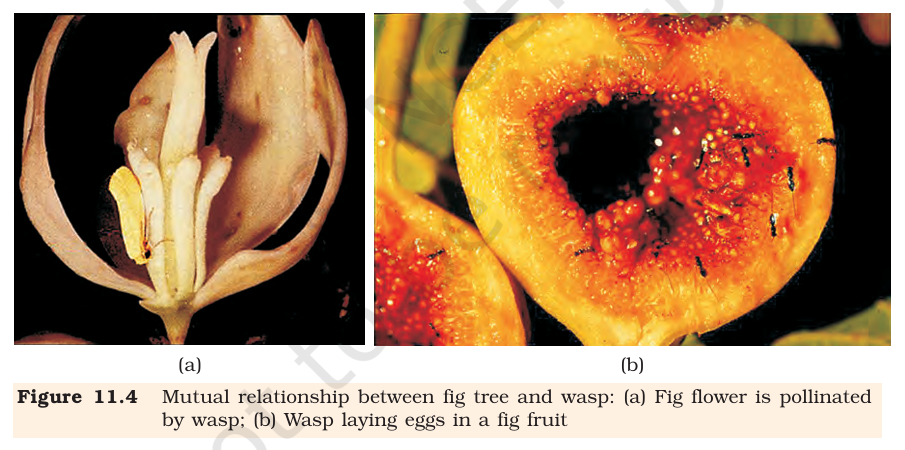 (a)
(b)
Figure 11.4 Mutual relationship between fig tree and wasp: (a) Fig flower is pollinated
by wasp; (b) Wasp laying eggs in a fig fruit